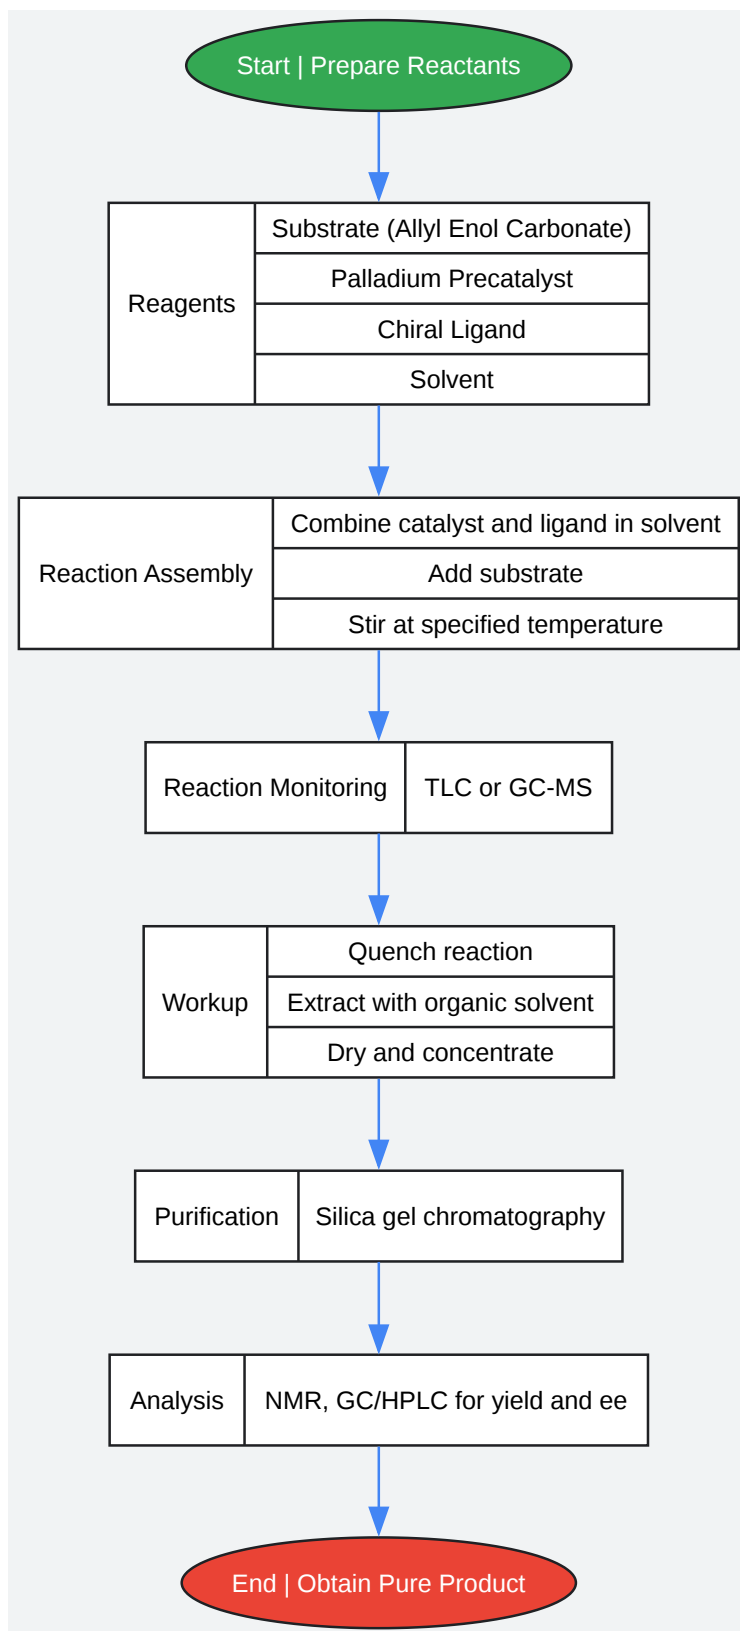 Start | Prepare Reactants
Reagents
Substrate (Allyl Enol Carbonate)
Palladium Precatalyst
Chiral Ligand
Solvent
Reaction Assembly
Combine catalyst and ligand in solvent
Add substrate
Stir at specified temperature
Reaction Monitoring
TLC or GC-MS
Workup
Quench reaction
Extract with organic solvent
Dry and concentrate
Purification
Silica gel chromatography
Analysis
NMR, GC/HPLC for yield and ee
End | Obtain Pure Product